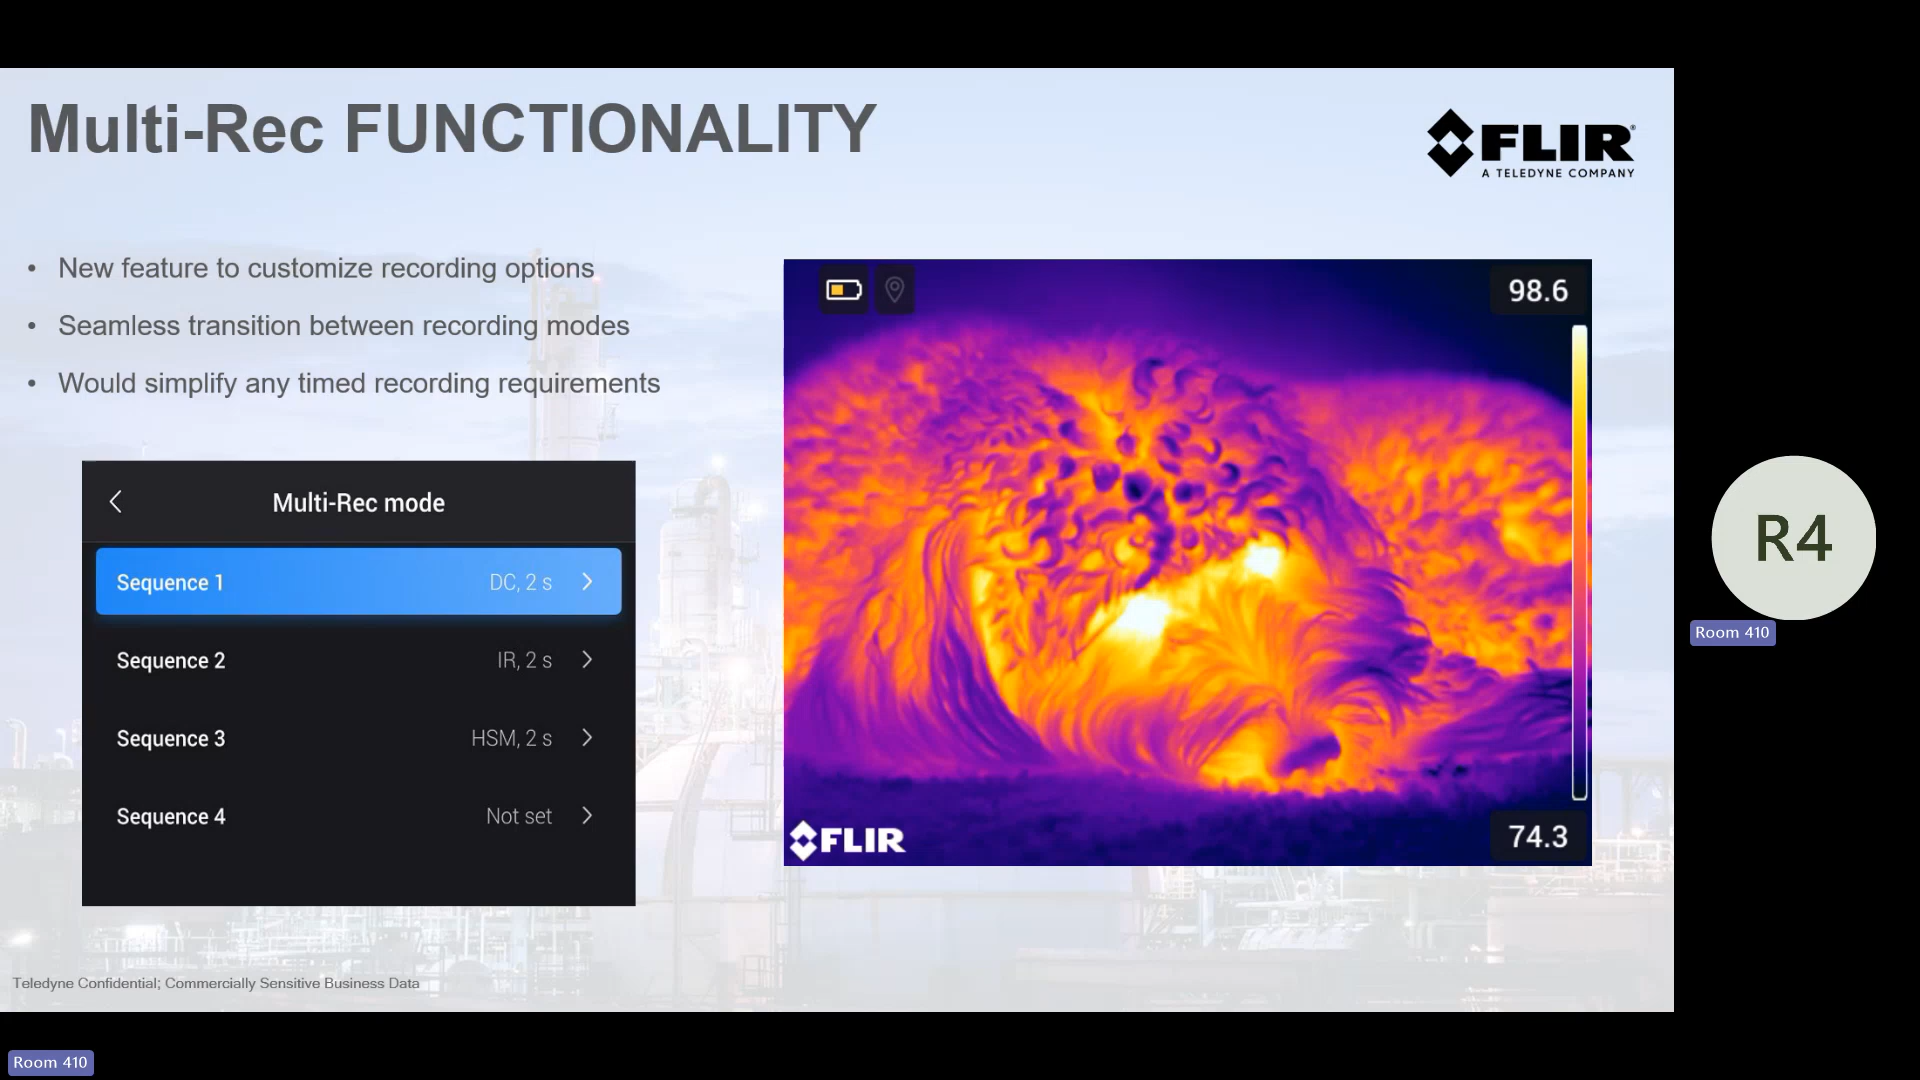 Multi-Rec FUNCTIONALITY
FLIR®
A TELEDYNE COMPANY
• New feature to customize recording options
• Seamless transition between recording modes
• Would simplify any timed recording requirements
Multi-Rec mode
Sequence 1 DC, 2 s
Sequence 2 IR, 2 s
Sequence 3 HSM, 2 s
Sequence 4 Not set
98.6
74.3
FLIR
R4
Room 410
Teledyne Confidential; Commercially Sensitive Business Data
Room 410